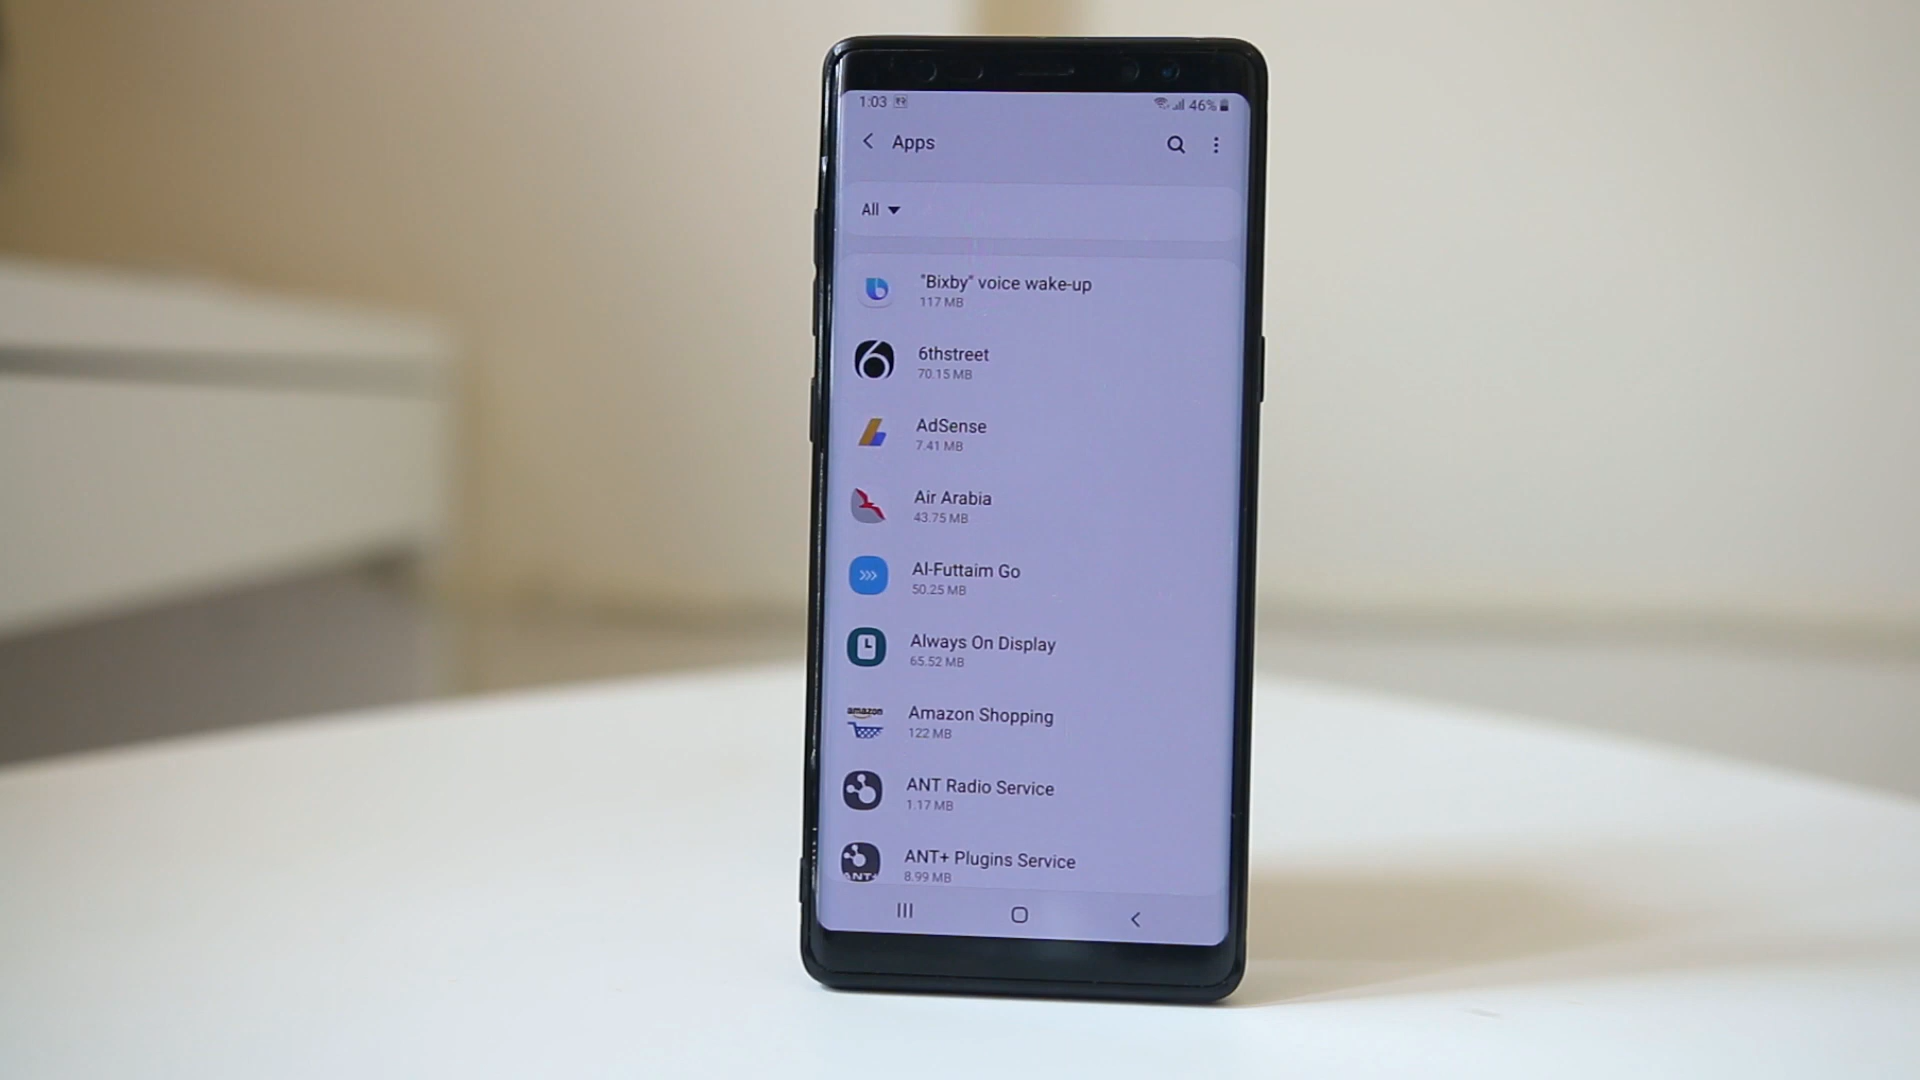 1:03 46%
Apps
All
"Bixby" voice wake-up
117 MB
6thstreet
70.15 MB
AdSense
7.41 MB
Air Arabia
43.75 MB
Al-Futtaim Go
50.25 MB
Always On Display
65.52 MB
amazon
Amazon Shopping
122 MB
ANT Radio Service
1.17 MB
ANT+
ANT+ Plugins Service
8.99 MB